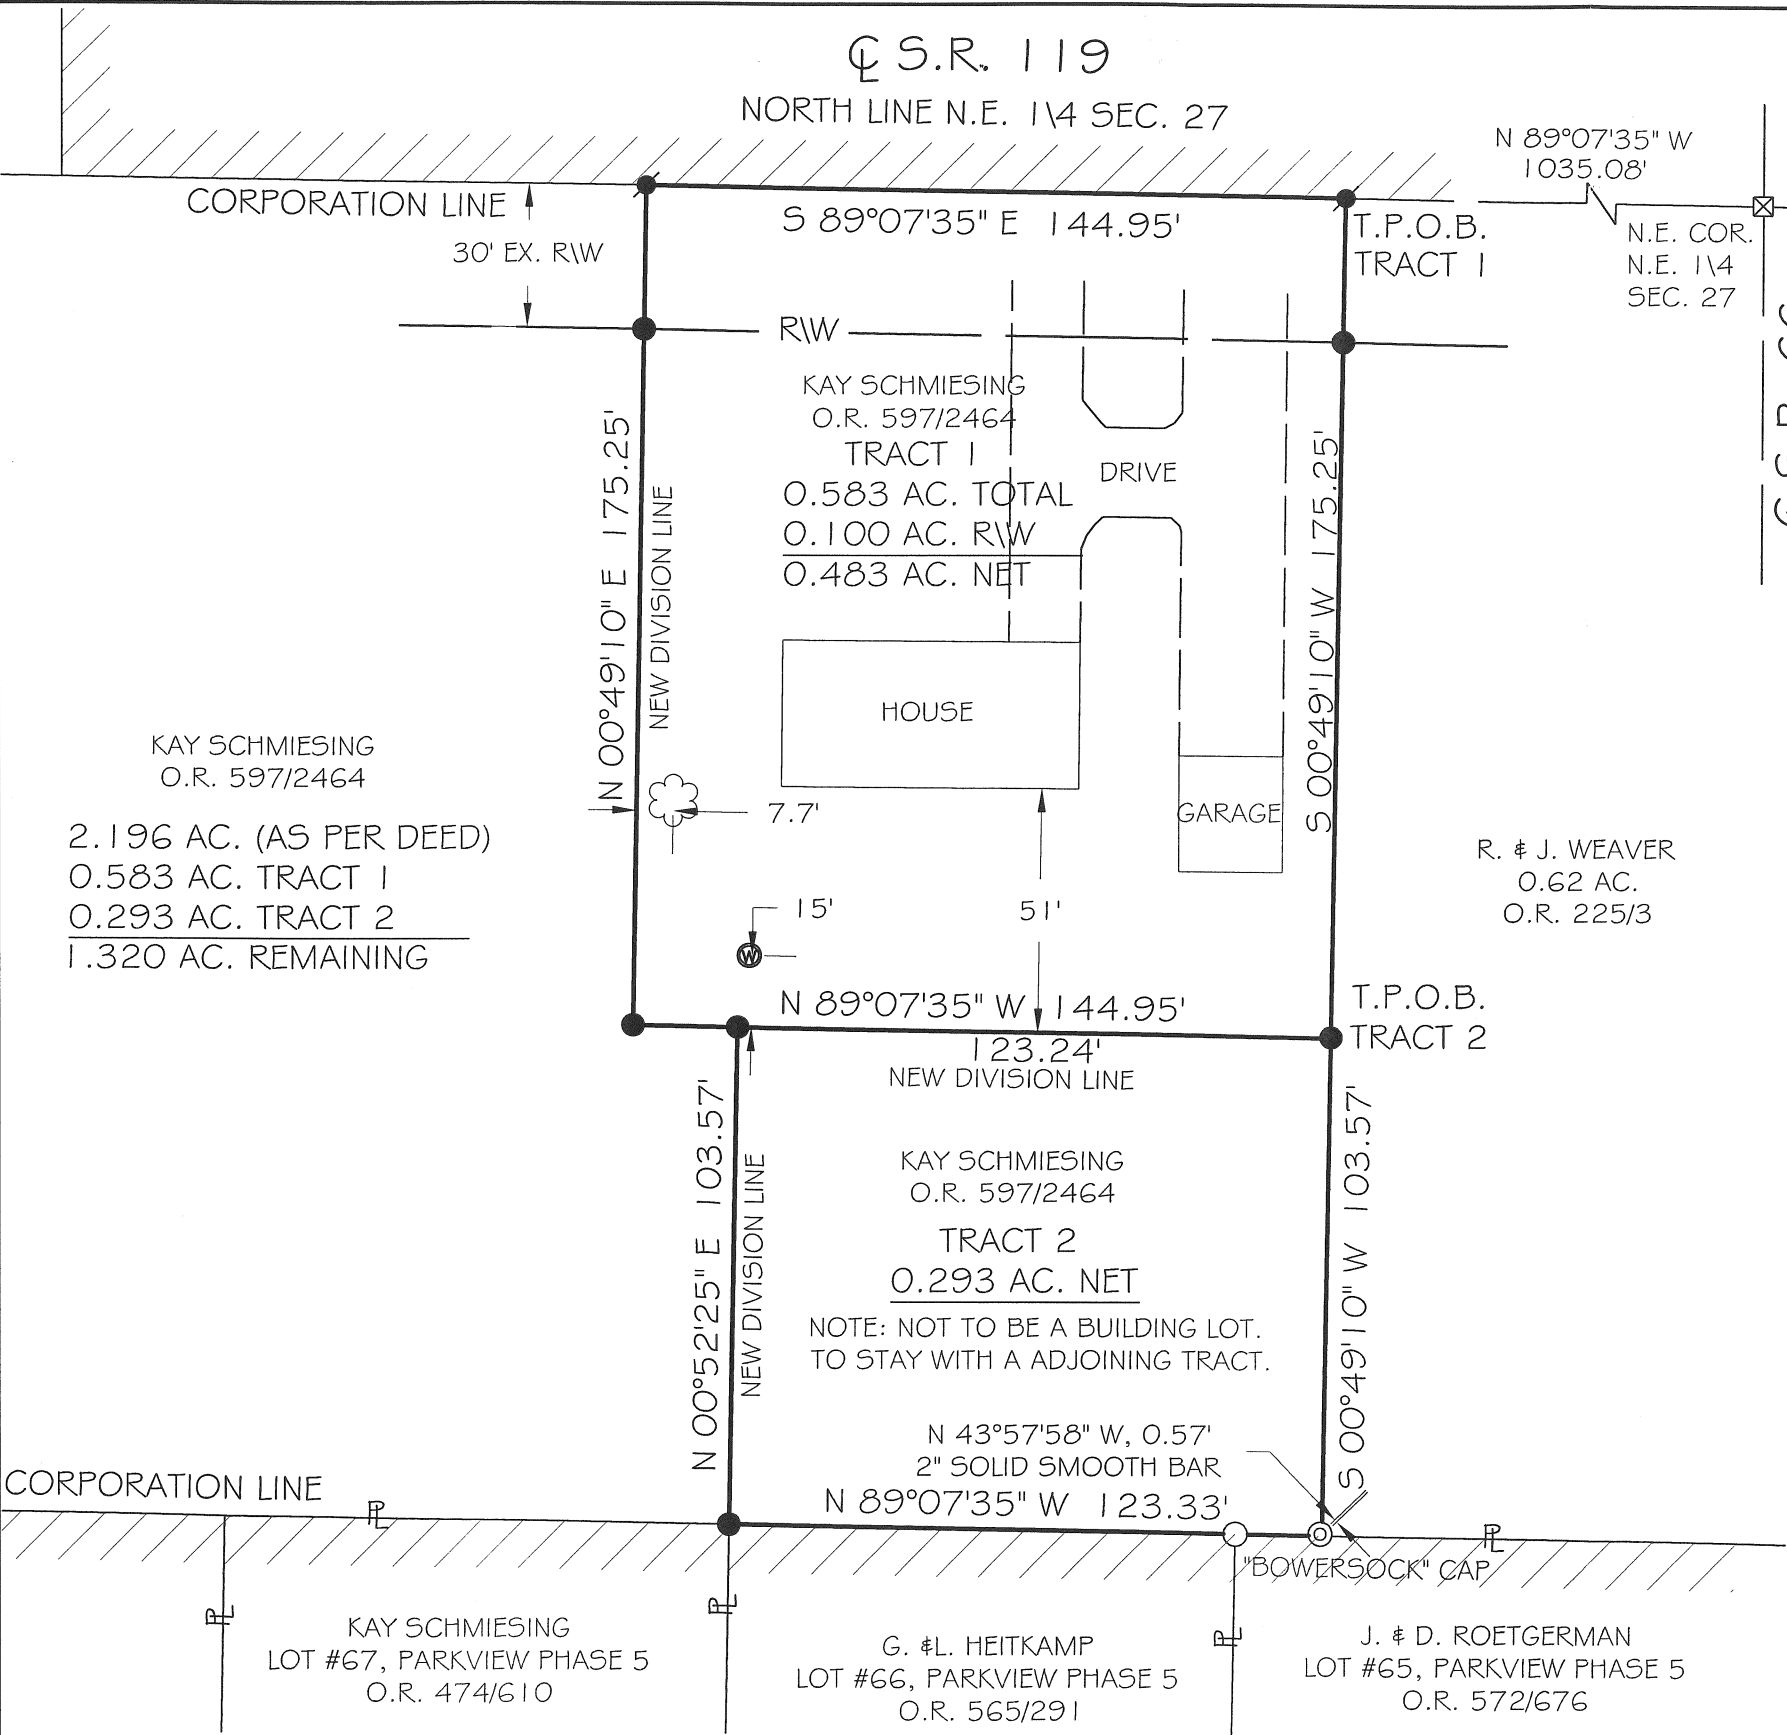 ℄ S.R. 119
NORTH LINE N.E. 1\4 SEC. 27
N 89°07'35" W
1035.08'
CORPORATION LINE
30' EX. R\W
S 89°07'35" E 144.95'
T.P.O.B.
TRACT 1
N.E. COR.
N.E. 1\4
SEC. 27
R\W
KAY SCHMIESING
O.R. 597/2464
TRACT 1
0.583 AC. TOTAL
0.100 AC. R\W
0.483 AC. NET
DRIVE
N 00°49'10" E 175.25'
NEW DIVISION LINE
S 00°49'10" W 175.25'
HOUSE
GARAGE
KAY SCHMIESING
O.R. 597/2464
2.196 AC. (AS PER DEED)
0.583 AC. TRACT 1
0.293 AC. TRACT 2
1.320 AC. REMAINING
7.7'
15'
W
51'
R. & J. WEAVER
0.62 AC.
O.R. 225/3
N 89°07'35" W 144.95'
123.24'
NEW DIVISION LINE
T.P.O.B.
TRACT 2
N 00°52'25" E 103.57'
NEW DIVISION LINE
KAY SCHMIESING
O.R. 597/2464
TRACT 2
0.293 AC. NET
NOTE: NOT TO BE A BUILDING LOT.
TO STAY WITH A ADJOINING TRACT.
S 00°49'10" W 103.57'
N 43°57'58" W, 0.57'
2" SOLID SMOOTH BAR
N 89°07'35" W 123.33'
CORPORATION LINE
PL
PL
"BOWERSOCK" CAP
PL
PL
PL
KAY SCHMIESING
LOT #67, PARKVIEW PHASE 5
O.R. 474/610
G. &L. HEITKAMP
LOT #66, PARKVIEW PHASE 5
O.R. 565/291
J. & D. ROETGERMAN
LOT #65, PARKVIEW PHASE 5
O.R. 572/676